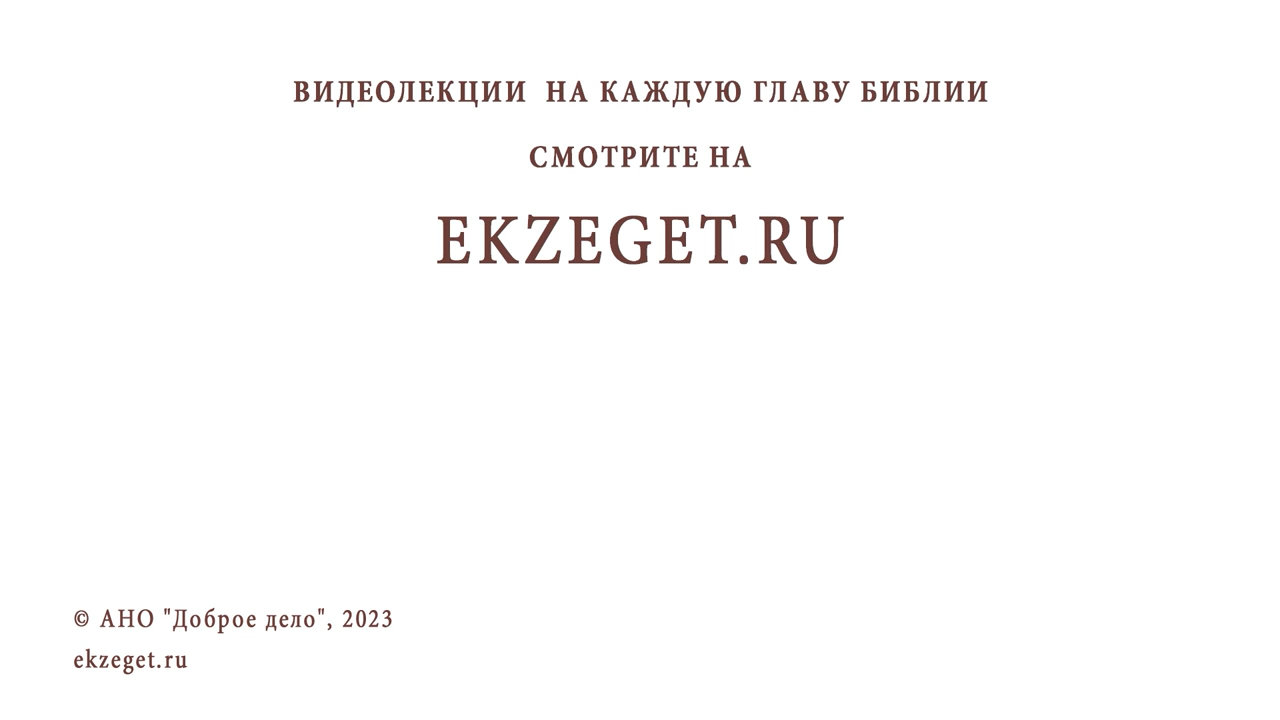 ВИДЕОЛЕКЦИИ НА КАЖДУЮ ГЛАВУ БИБЛИИ
СМОТРИТЕ НА
EKZEGET.RU
© АНО "Доброе дело", 2023
ekzeget.ru